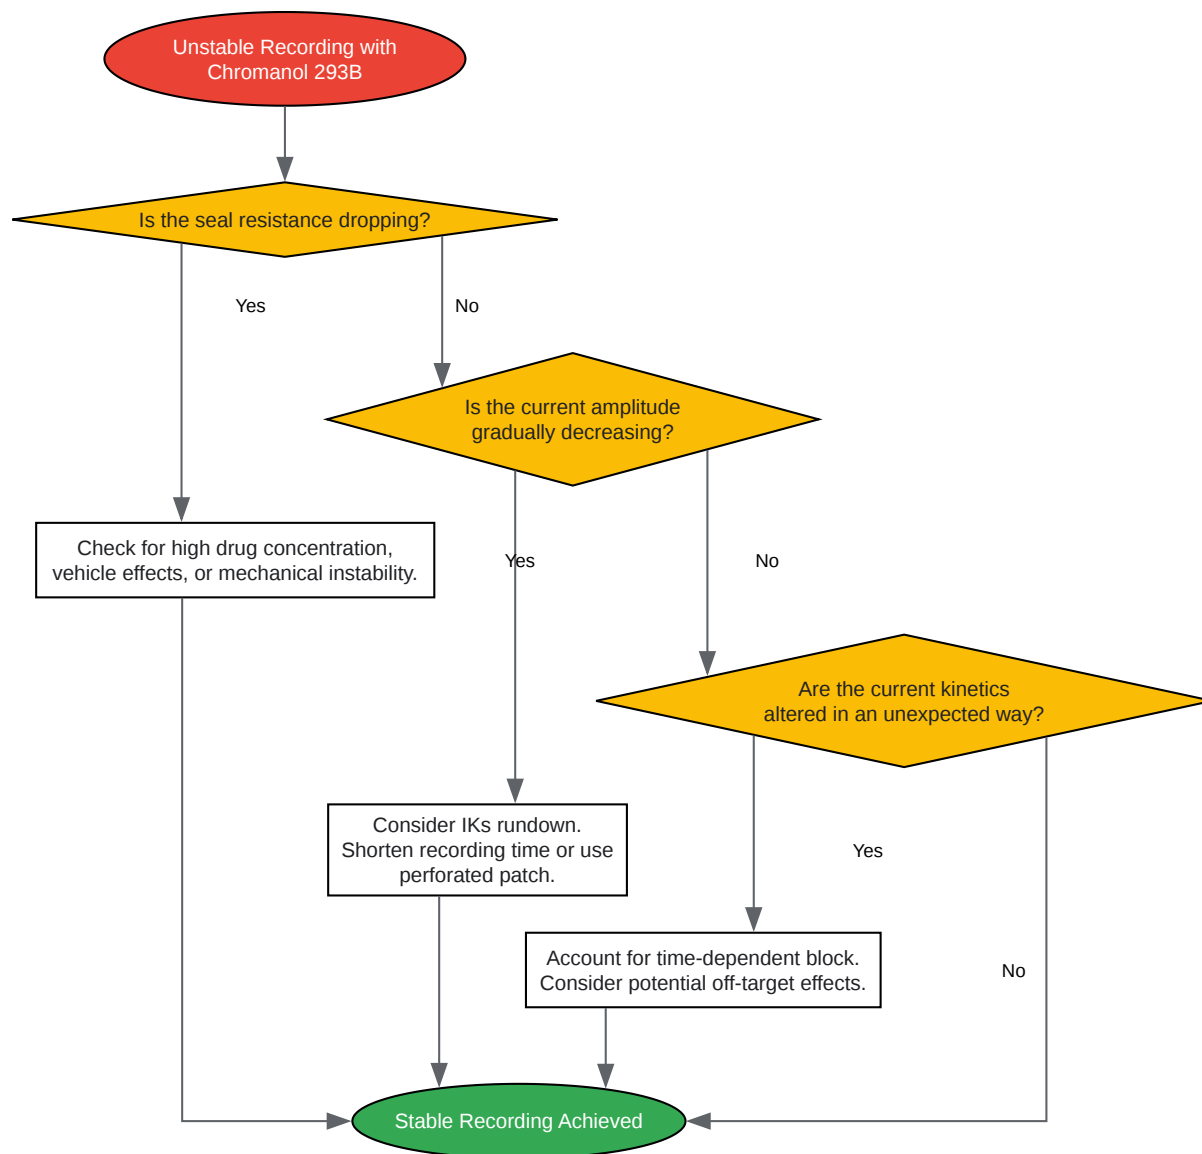 Unstable Recording with
Chromanol 293B
Is the seal resistance dropping?
Yes
No
Is the current amplitude
gradually decreasing?
Check for high drug concentration,
vehicle effects, or mechanical instability.
Yes
No
Are the current kinetics
altered in an unexpected way?
Consider IKs rundown.
Shorten recording time or use
perforated patch.
Yes
Account for time-dependent block.
Consider potential off-target effects.
No
Stable Recording Achieved